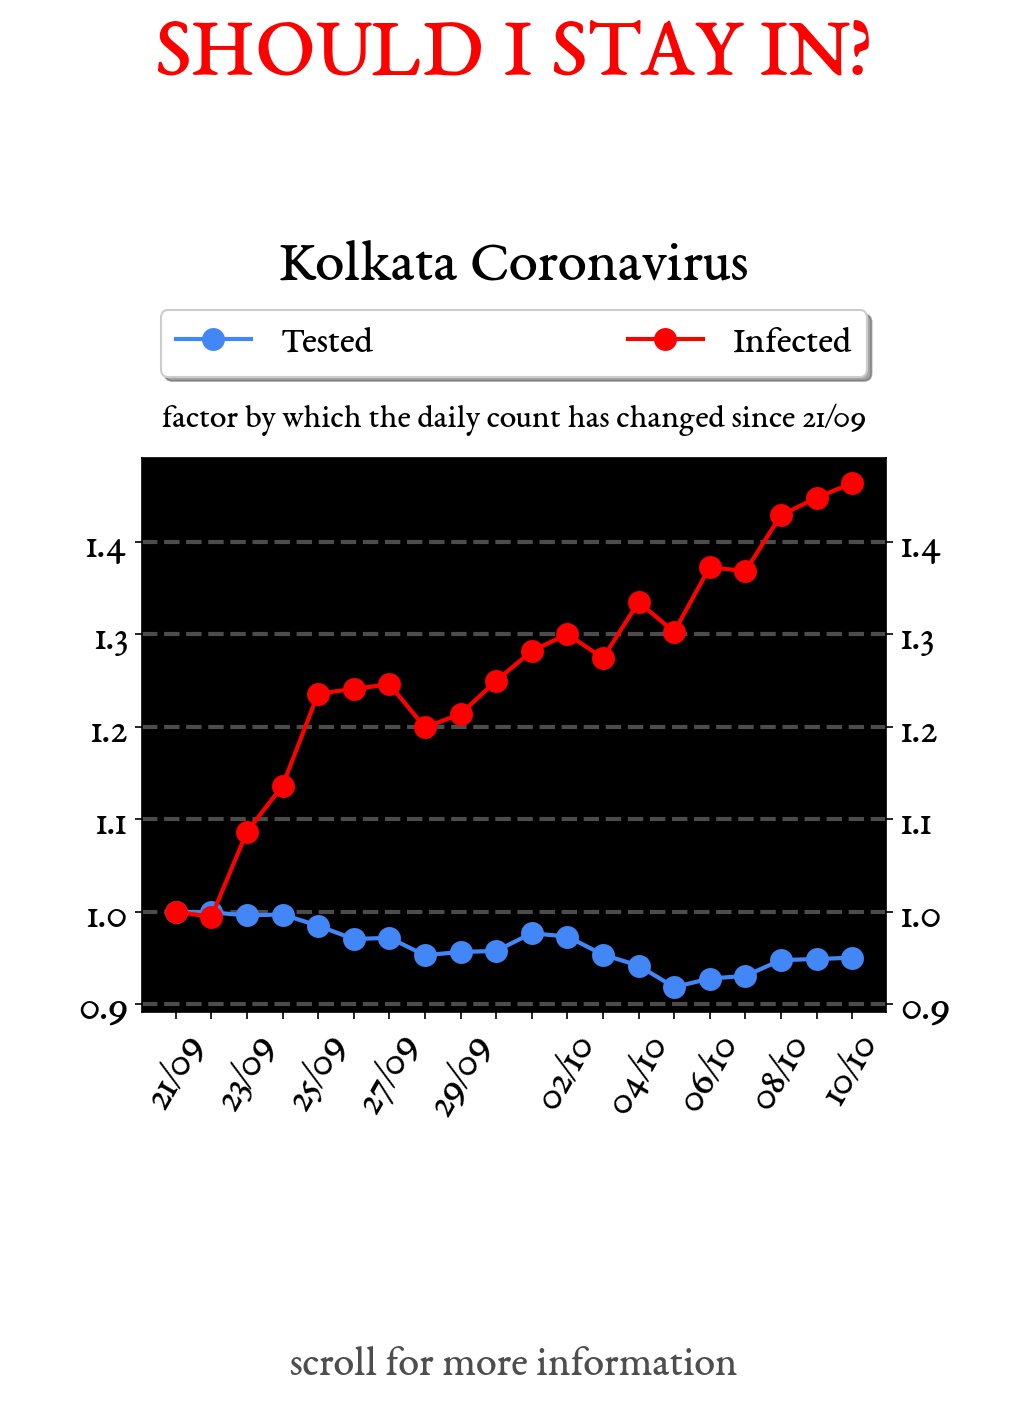 SHOULD I STAY IN?
Kolkata Coronavirus
Tested Infected
factor by which the daily count has changed since 21/09
1.4 1.4
1.3 1.3
1.2 1.2
1.1 1.1
1.0 1.0
0.9 0.9
21/09 23/09 25/09 27/09 29/09 02/10 04/10 06/10 08/10 10/10
scroll for more information